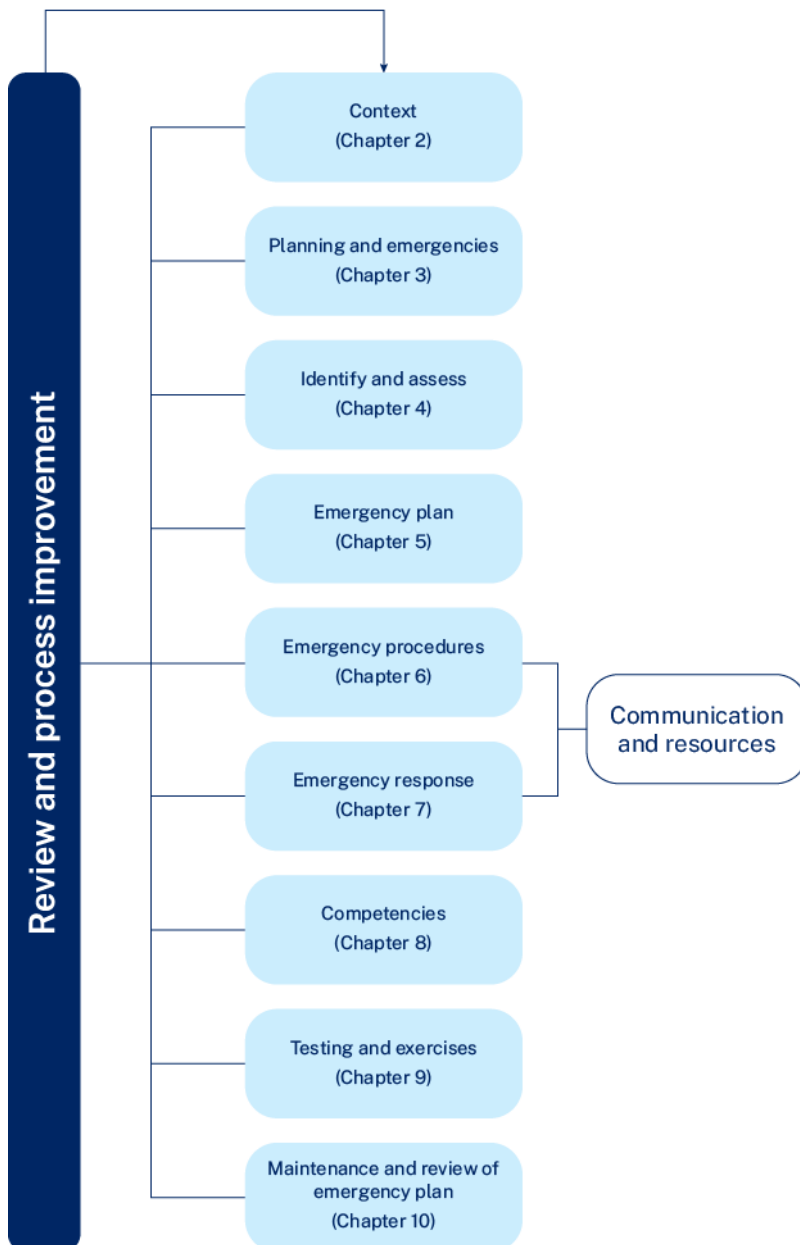 Review and process improvement
Context
(Chapter 2)
Planning and emergencies
(Chapter 3)
Identify and assess
(Chapter 4)
Emergency plan
(Chapter 5)
Emergency procedures
(Chapter 6)
Communication
and resources
Emergency response
(Chapter 7)
Competencies
(Chapter 8)
Testing and exercises
(Chapter 9)
Maintenance and review of
emergency plan
(Chapter 10)